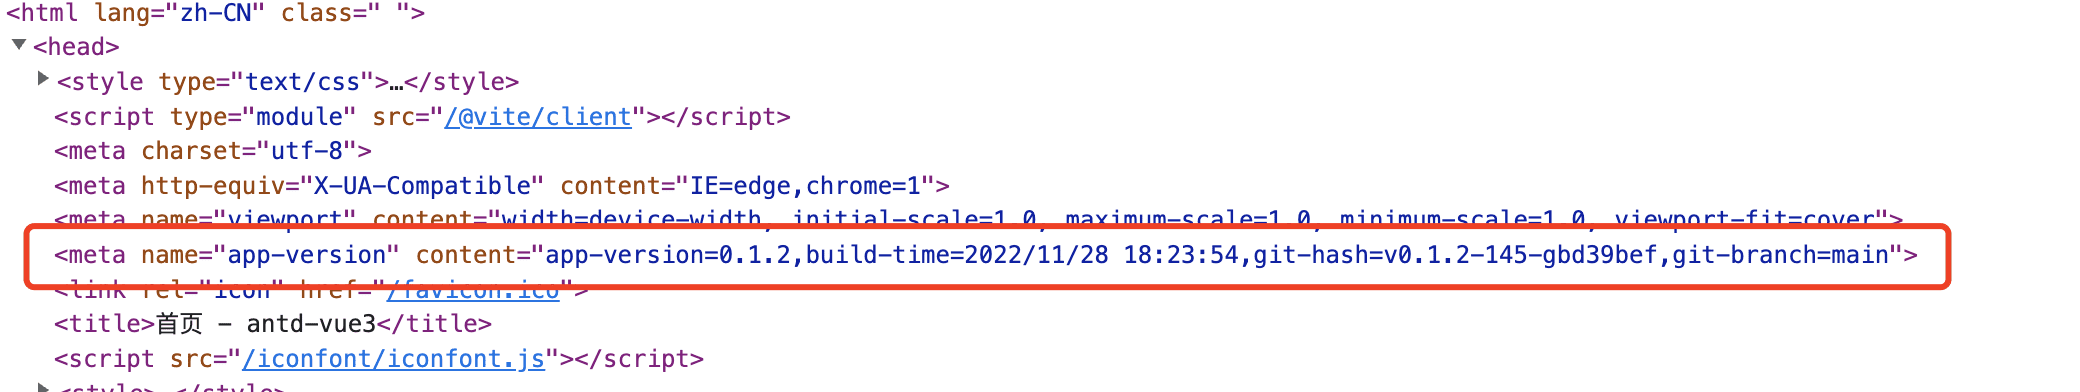 <html lang="zh-CN" class=" ">
<head>
<style type="text/css">…</style>
<script type="module" src="/@vite/client"></script>
<meta charset="utf-8">
<meta http-equiv="X-UA-Compatible" content="IE=edge,chrome=1">
<meta name="viewport" content="width=device-width, initial-scale=1.0, maximum-scale=1.0, minimum-scale=1.0, viewport-fit=cover">
<meta name="app-version" content="app-version=0.1.2,build-time=2022/11/28 18:23:54,git-hash=v0.1.2-145-gbd39bef,git-branch=main">
<link rel="icon" href="/favicon.ico">
<title>首页 - antd-vue3</title>
<script src="/iconfont/iconfont.js"></script>
<style>…</style>